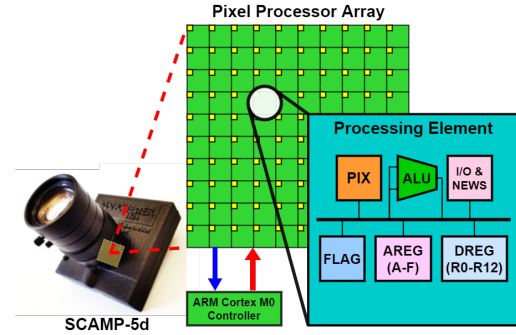 Pixel Processor Array
Processing Element
PIX
ALU
I/O &
NEWS
FLAG
AREG
(A-F)
DREG
(R0-R12)
ARM Cortex M0
Controller
SCAMP-5d